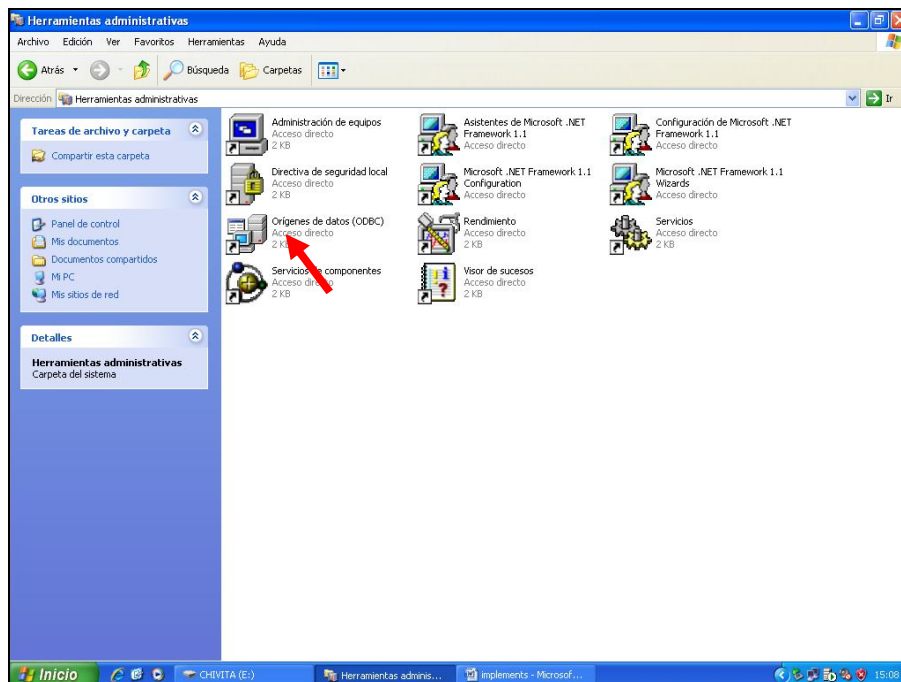 Herramientas administrativas
Archivo Edición Ver Favoritos Herramientas Ayuda
Atrás Búsqueda Carpetas
Dirección Herramientas administrativas Ir
Tareas de archivo y carpeta
Compartir esta carpeta
Otros sitios
Panel de control
Mis documentos
Documentos compartidos
Mi PC
Mis sitios de red
Detalles
Herramientas administrativas
Carpeta del sistema
Administración de equipos
Acceso directo
2 KB
Asistentes de Microsoft .NET
Framework 1.1
Acceso directo
Configuración de Microsoft .NET
Framework 1.1
Acceso directo
Directiva de seguridad local
Acceso directo
2 KB
Microsoft .NET Framework 1.1
Configuration
Acceso directo
Microsoft .NET Framework 1.1
Wizards
Acceso directo
Orígenes de datos (ODBC)
Acceso directo
2 KB
Rendimiento
Acceso directo
2 KB
Servicios
Acceso directo
2 KB
Servicios de componentes
Acceso directo
2 KB
Visor de sucesos
Acceso directo
2 KB
Inicio CHIVITA (E:) Herramientas adminis... implements - Microsof... 15:08